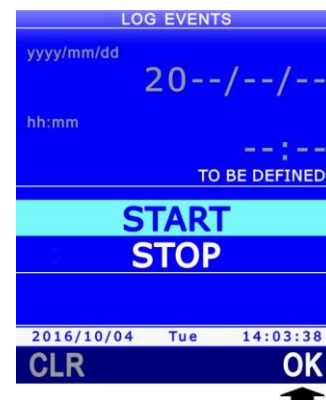 LOG EVENTS
yyyy/mm/dd
20--/--/--
hh:mm
--:--
TO BE DEFINED
START
STOP
2016/10/04 Tue 14:03:38
CLR OK